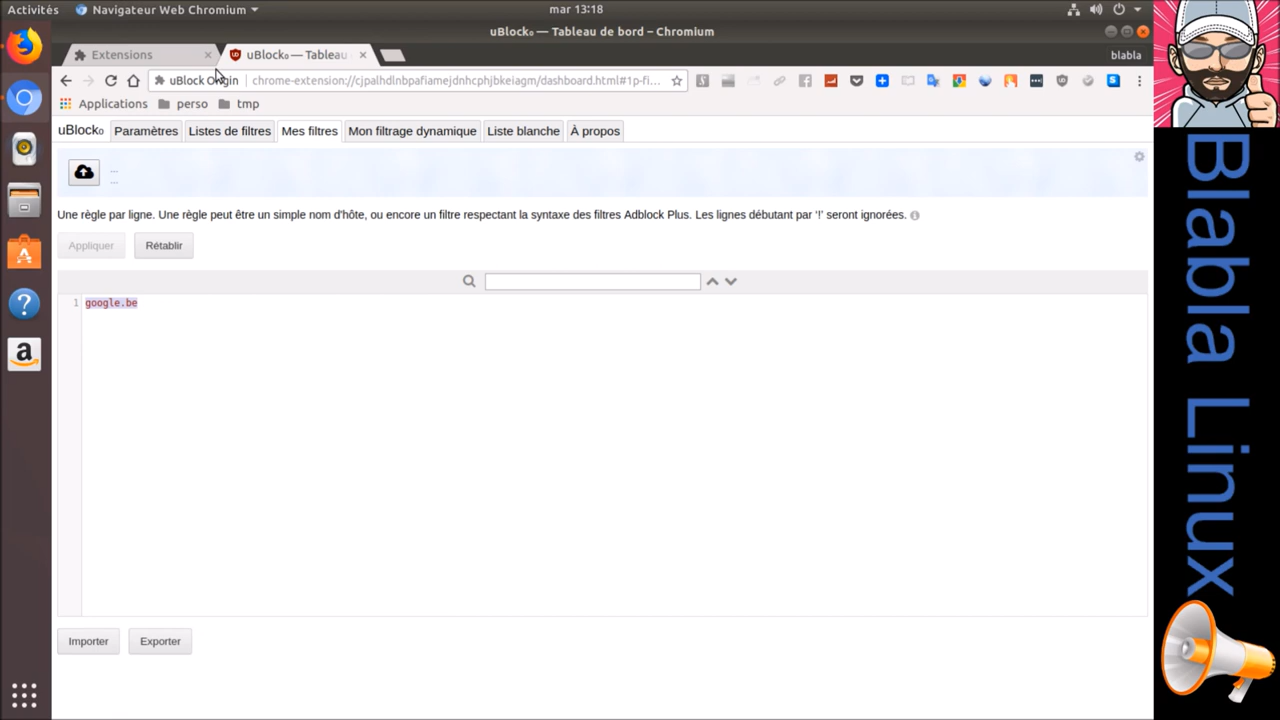 Activités Navigateur Web Chromium mar 13:18
uBlock₀ — Tableau de bord – Chromium
Extensions uBlock₀ — Tableau blabla
uBlock Origin chrome-extension://cjpalhdlnbpafiamejdnhcphjbkeiagm/dashboard.html#1p-fi...
Applications perso tmp
uBlock₀ Paramètres Listes de filtres Mes filtres Mon filtrage dynamique Liste blanche À propos
...
...
Une règle par ligne. Une règle peut être un simple nom d'hôte, ou encore un filtre respectant la syntaxe des filtres Adblock Plus. Les lignes débutant par '!' seront ignorées.
Appliquer Rétablir
1 google.be
Importer Exporter
Blabla Linux